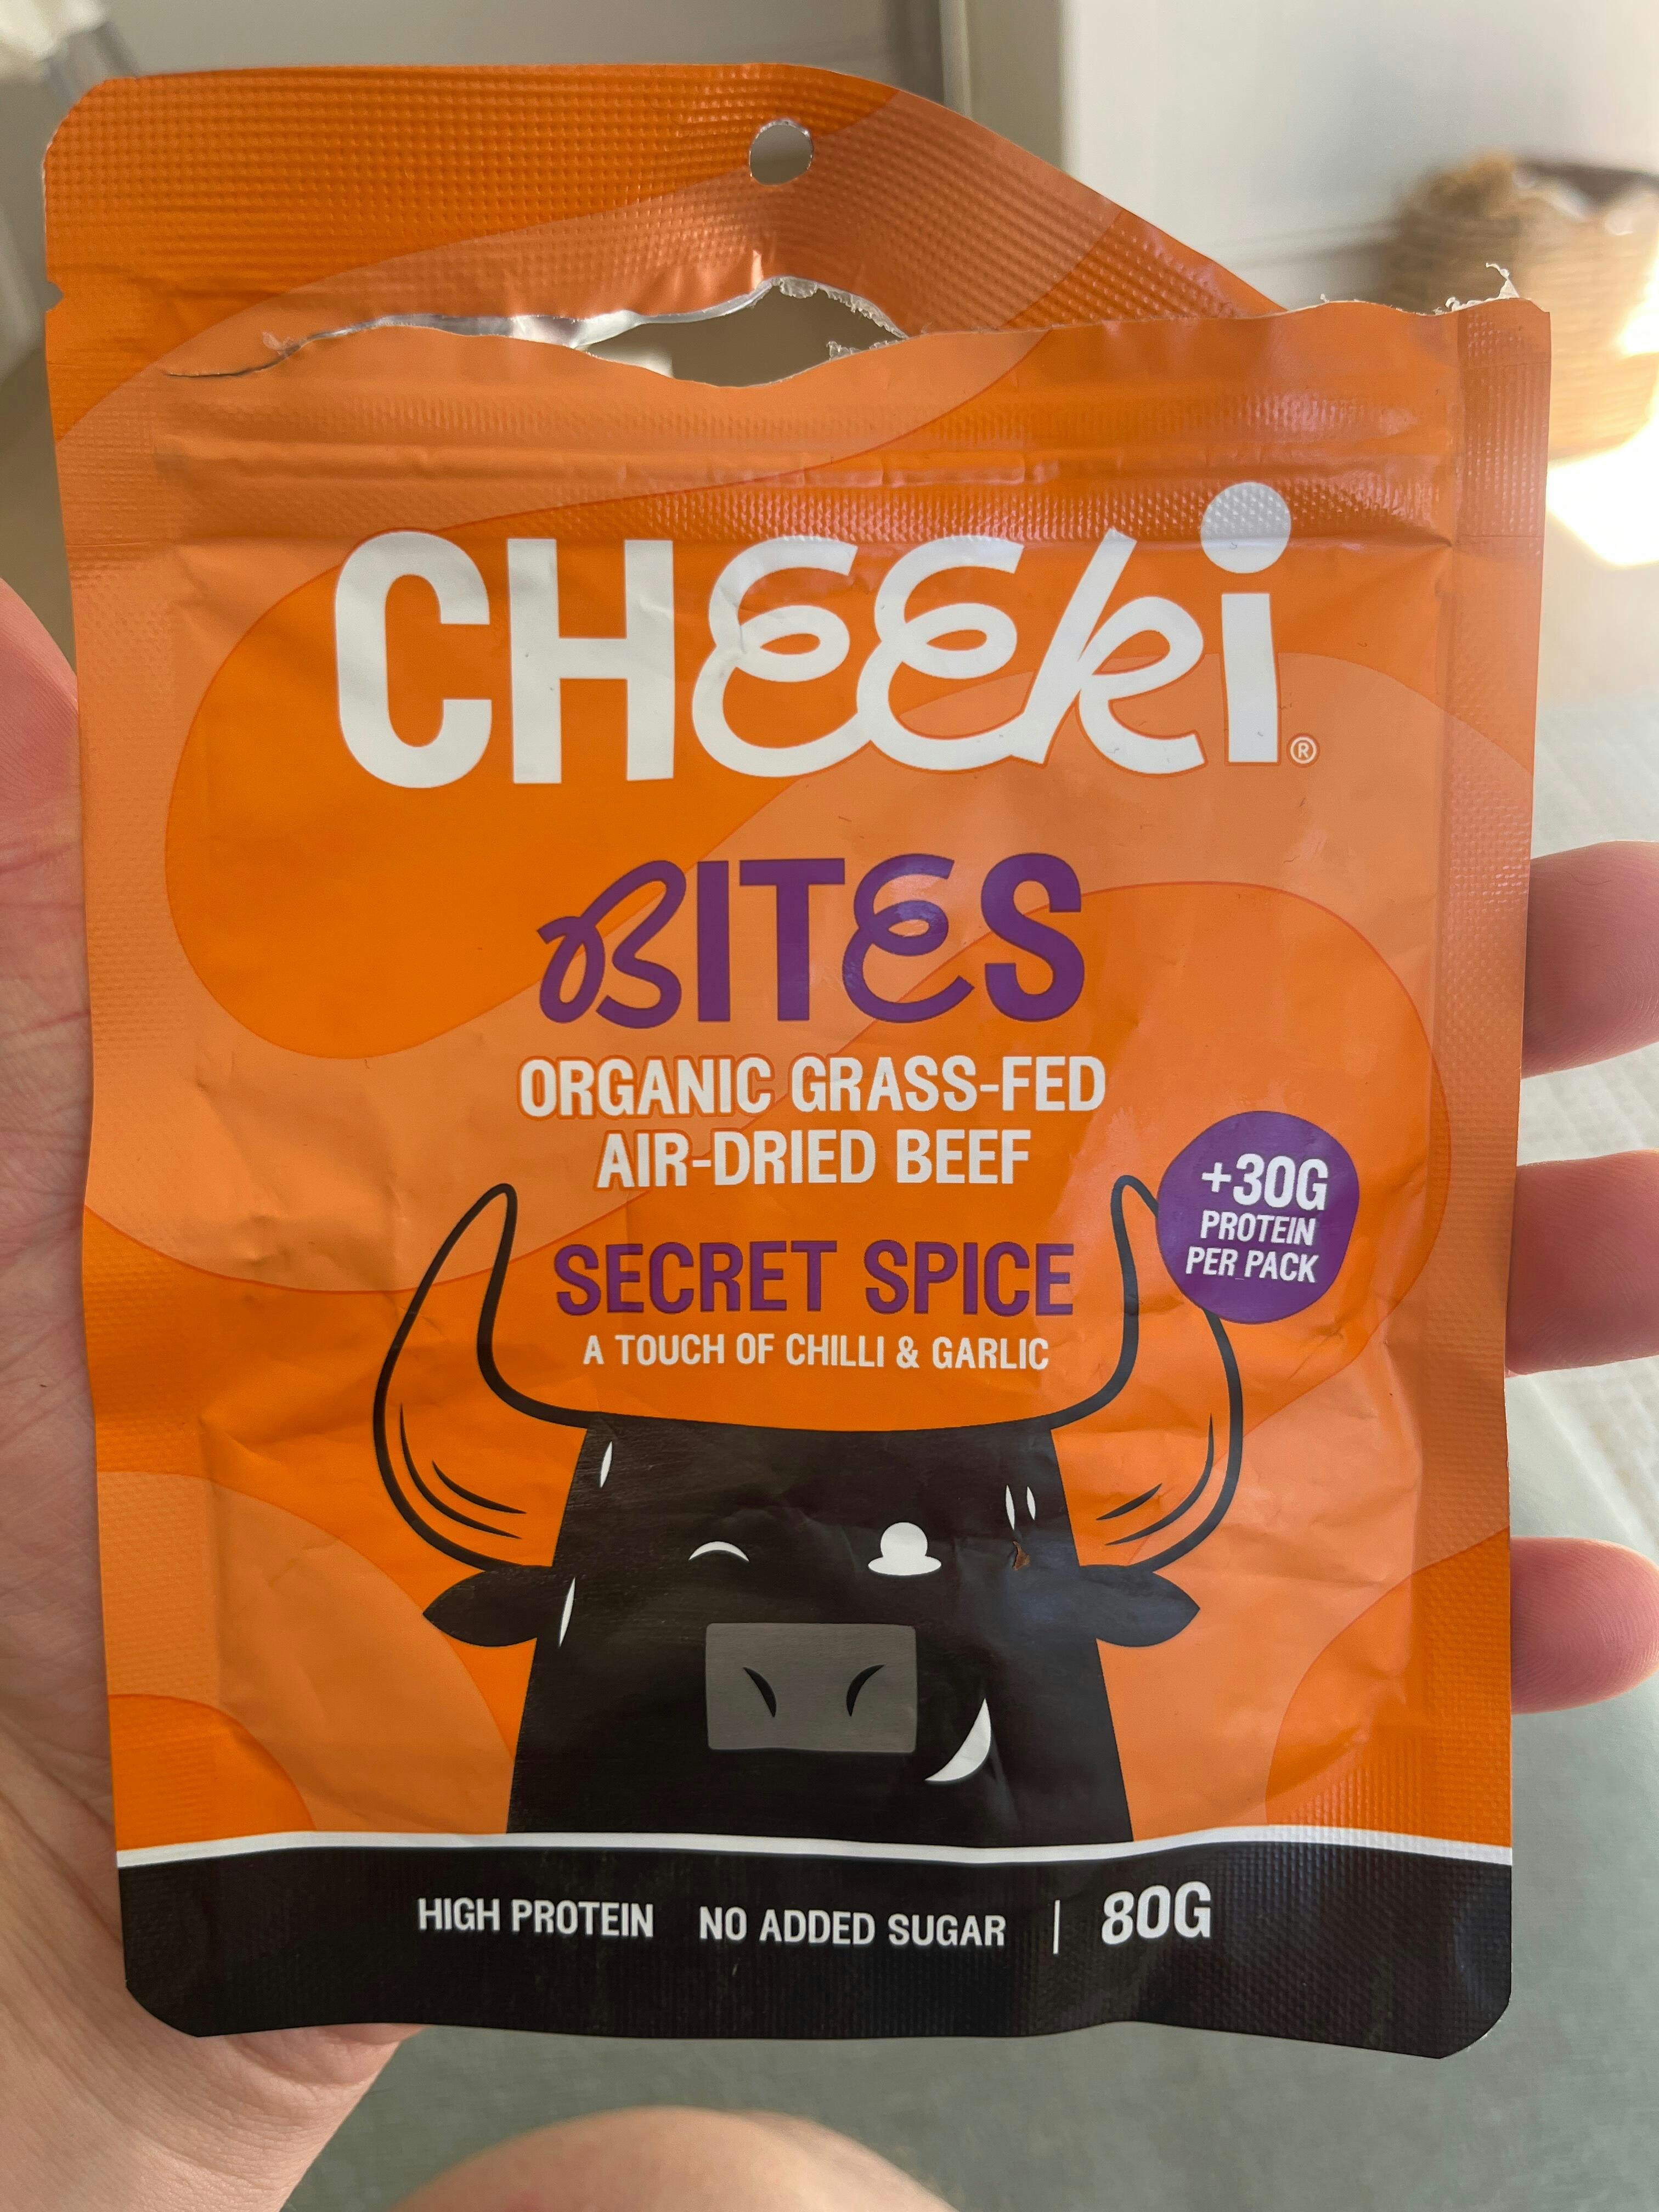 CHEEKi®
BITES
ORGANIC GRASS-FED
AIR-DRIED BEEF
+30G
PROTEIN
PER PACK
SECRET SPICE
A TOUCH OF CHILLI & GARLIC
HIGH PROTEIN NO ADDED SUGAR | 80G